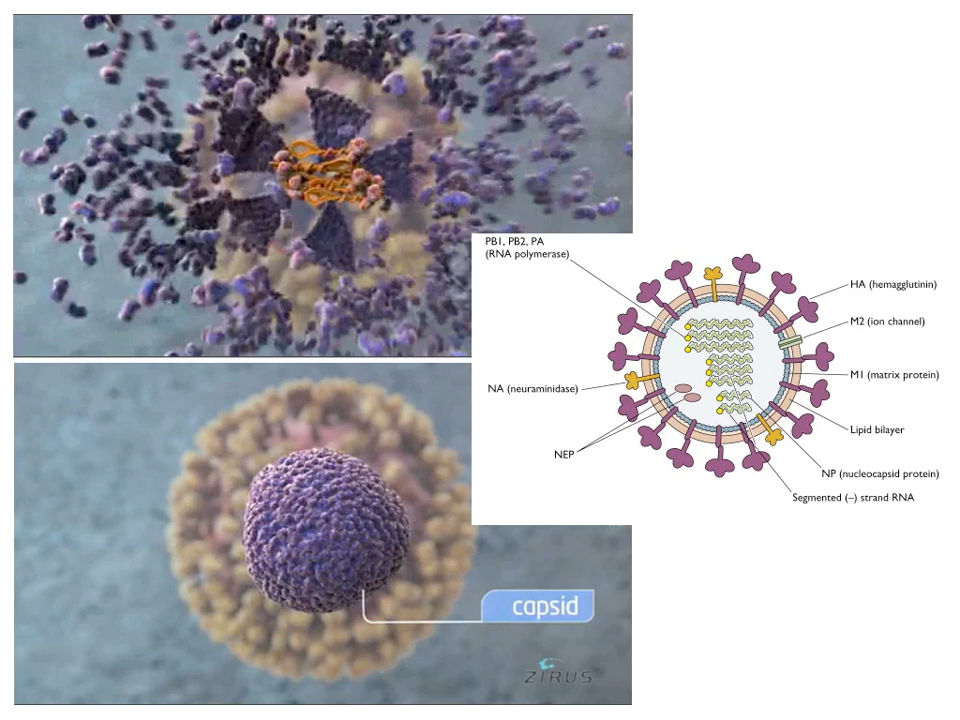 PB1, PB2, PA
(RNA polymerase)
HA (hemagglutinin)
M2 (ion channel)
M1 (matrix protein)
NA (neuraminidase)
Lipid bilayer
NEP
NP (nucleocapsid protein)
Segmented (–) strand RNA
capsid
ZIRUS